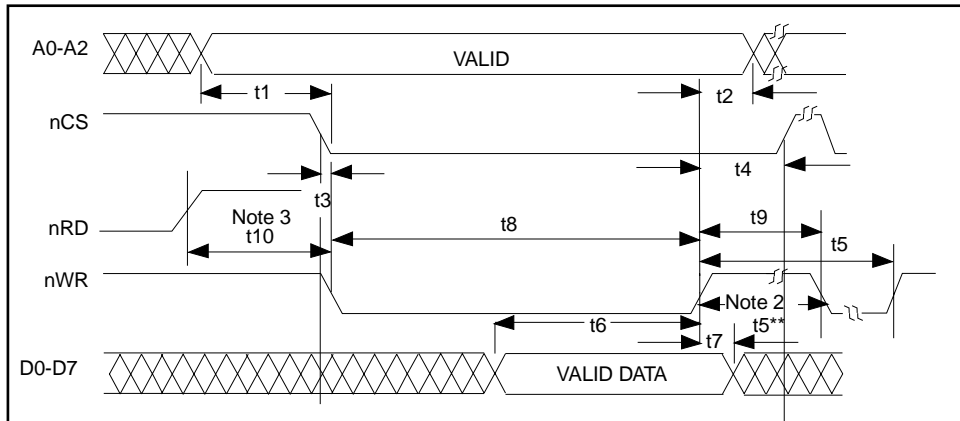 A0-A2
VALID
t1
t2
nCS
t4
t3
nRD
Note 3
t10
t8
t9
t5
nWR
Note 2
t6
t7
t5**
D0-D7
VALID DATA